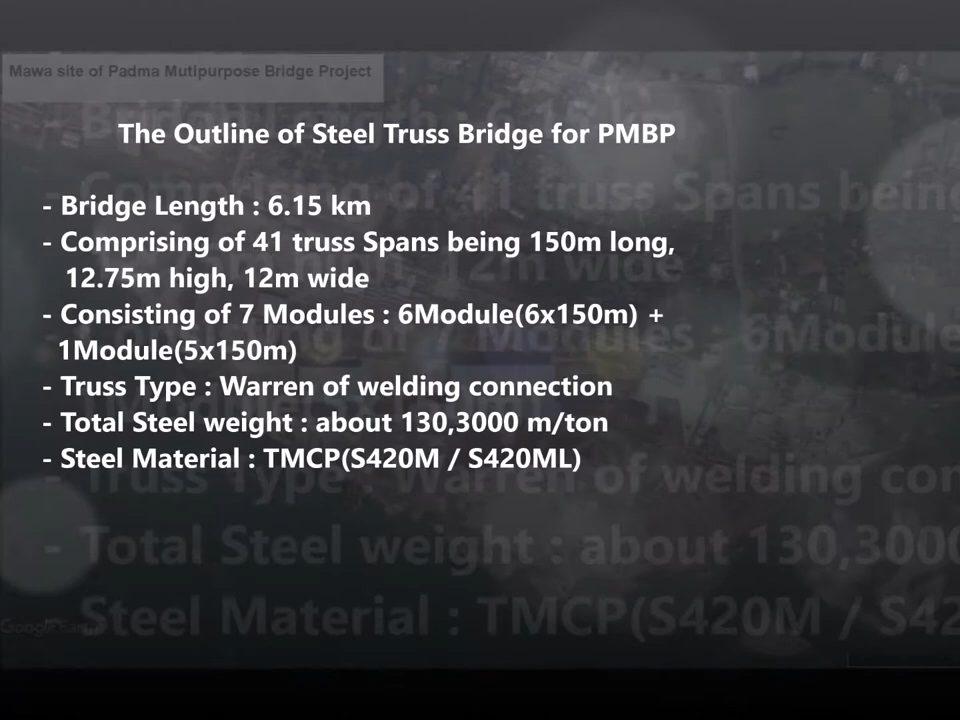 Mawa site of Padma Mutipurpose Bridge Project
The Outline of Steel Truss Bridge for PMBP
- Bridge Length : 6.15 km
- Comprising of 41 truss Spans being 150m long,
12.75m high, 12m wide
- Consisting of 7 Modules : 6Module(6x150m) +
1Module(5x150m)
- Truss Type : Warren of welding connection
- Total Steel weight : about 130,3000 m/ton
- Steel Material : TMCP(S420M / S420ML)